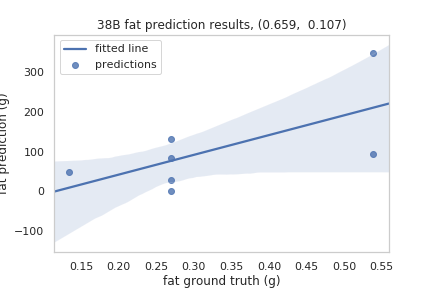 38B fat prediction results, (0.659, 0.107)
fitted line
predictions
fat prediction (g)
300
200
100
0
−100
0.15 0.20 0.25 0.30 0.35 0.40 0.45 0.50 0.55
fat ground truth (g)